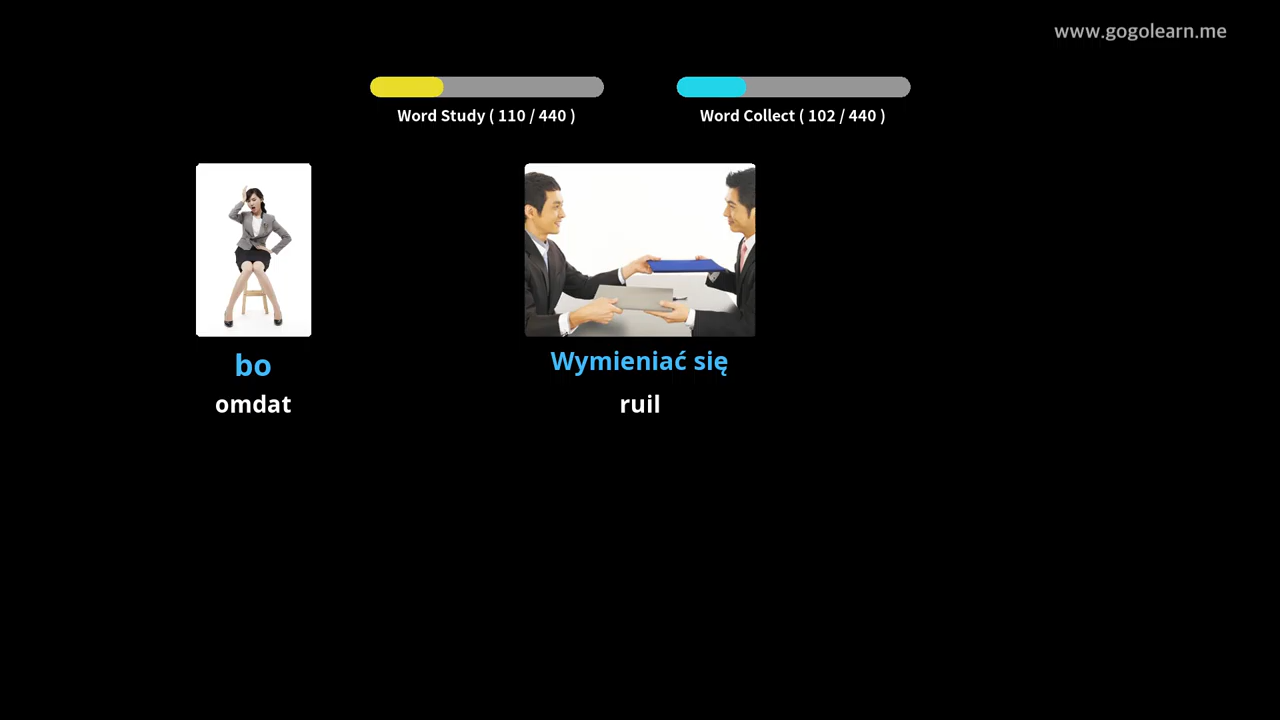 www.gogolearn.me
Word Study ( 110 / 440 )
Word Collect ( 102 / 440 )
bo
omdat
Wymieniać się
ruil